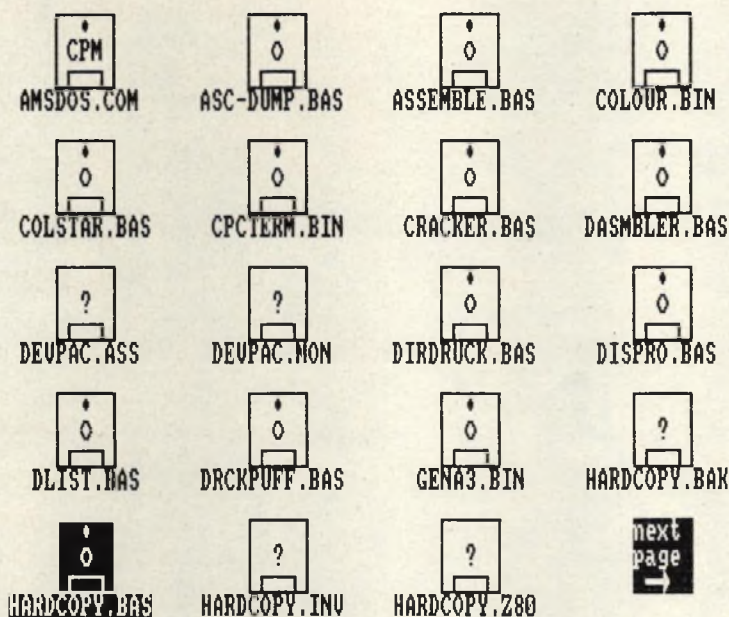 CPM
AMSDOS.COM ASC-DUMP.BAS ASSEMBLE.BAS COLOUR.BIN
COLSTAR.BAS CPCTERM.BIN CRACKER.BAS DASMBLER.BAS
? ?
DEVPAC.ASS DEVPAC.MON DIRDRUCK.BAS DISPRO.BAS
?
DLIST.BAS DRCKPUFF.BAS GENA3.BIN HARDCOPY.BAK
? ? next
page
HARDCOPY.BAS HARDCOPY.INV HARDCOPY.Z80